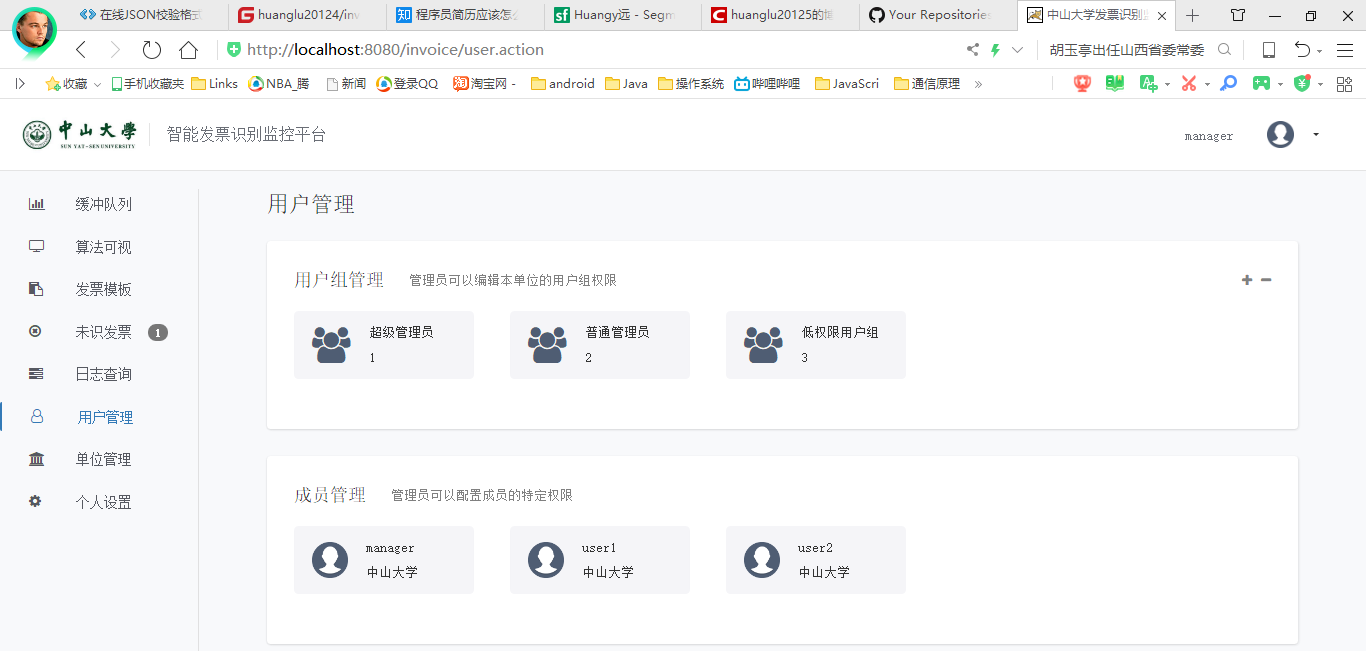 在线JSON校验格式
huanglu20124/inv
程序员简历应该怎么
Huangy远 - Segm
huanglu20125的博
Your Repositories
中山大学发票识别监
http://localhost:8080/invoice/user.action
胡玉亭出任山西省委常委
收藏
手机收藏夹
Links
NBA_腾
新闻
登录QQ
淘宝网 -
android
Java
操作系统
哔哩哔哩
JavaScri
通信原理
»
中山大學
SUN YAT-SEN UNIVERSITY
智能发票识别监控平台
manager
缓冲队列
算法可视
发票模板
未识发票 1
日志查询
用户管理
单位管理
个人设置
用户管理
用户组管理 管理员可以编辑本单位的用户组权限
超级管理员
1
普通管理员
2
低权限用户组
3
成员管理 管理员可以配置成员的特定权限
manager
中山大学
user1
中山大学
user2
中山大学